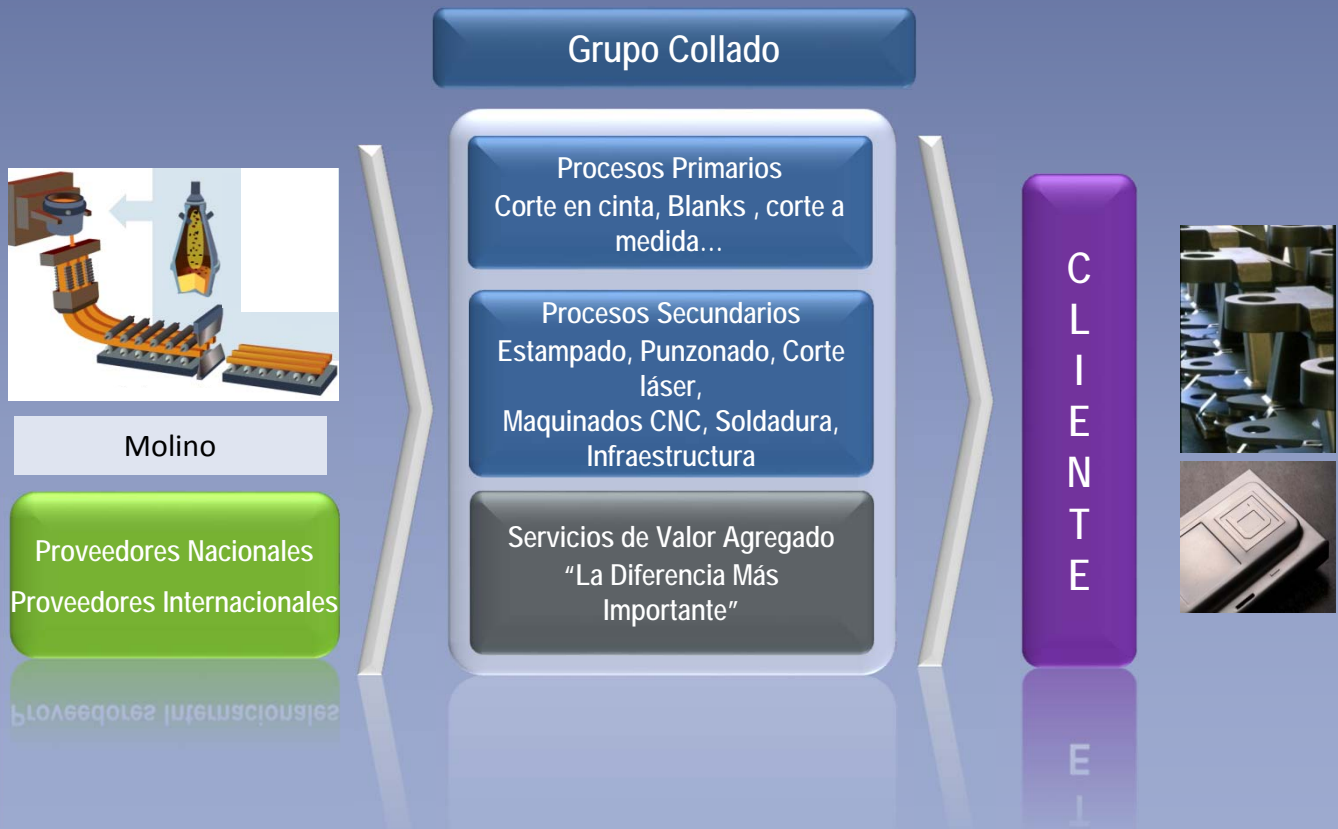 Grupo Collado
Procesos Primarios
Corte en cinta, Blanks , corte a
medida...
Procesos Secundarios
Estampado, Punzonado, Corte
láser,
Maquinados CNC, Soldadura,
Infraestructura
Servicios de Valor Agregado
“La Diferencia Más
Importante”
Molino
Proveedores Nacionales
Proveedores Internacionales
C
L
I
E
N
T
E